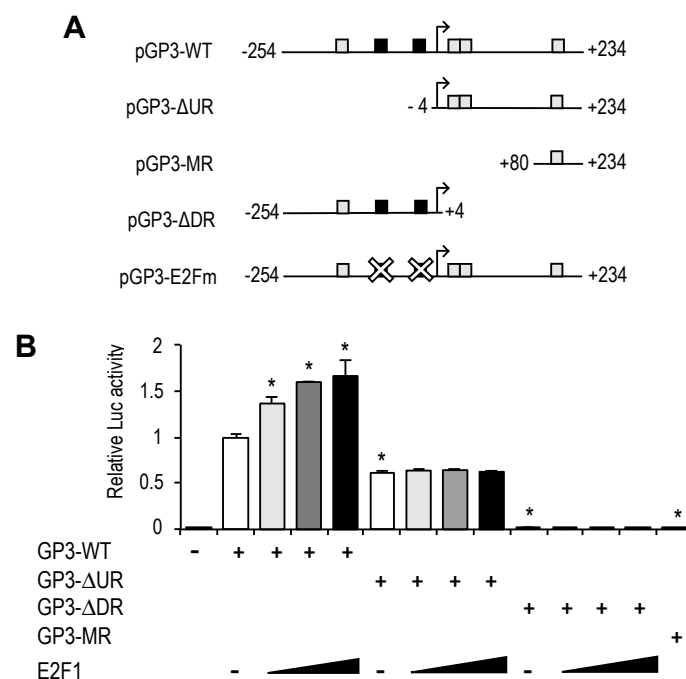 A
pGP3-WT -254 +234
pGP3-ΔUR - 4 +234
pGP3-MR +80 +234
pGP3-ΔDR -254 +4
pGP3-E2Fm -254 +234
B
Relative Luc activity
2
1.5
1
0.5
0
* * * * * *
GP3-WT - + + + +
GP3-ΔUR + + + +
GP3-ΔDR + + + +
GP3-MR +
E2F1 - - -